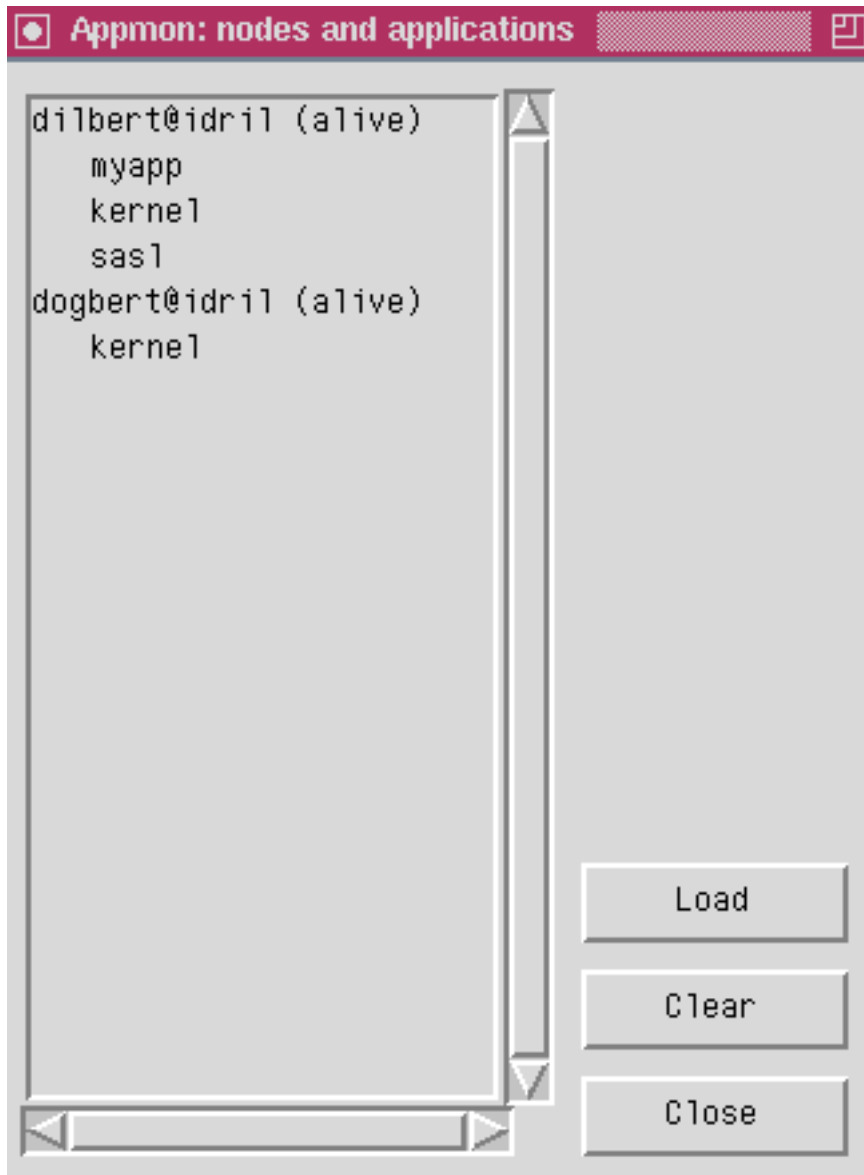 Appmon: nodes and applications
dilbert@idril (alive)
myapp
kernel
sasl
dogbert@idril (alive)
kernel
Load
Clear
Close